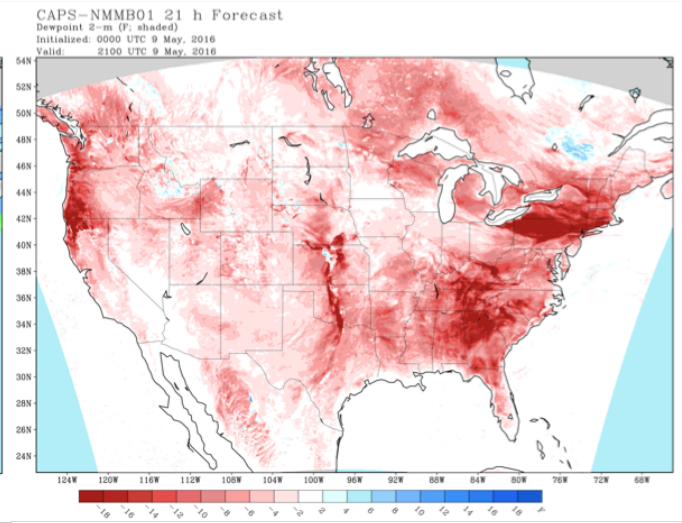 CAPS-NMMB01 21 h Forecast
Dewpoint 2-m (F; shaded)
Initialized: 0000 UTC 9 May, 2016
Valid: 2100 UTC 9 May, 2016
54N
52N
50N
48N
46N
44N
42N
40N
38N
36N
34N
32N
30N
28N
26N
24N
124W 120W 116W 112W 108W 104W 100W 96W 92W 88W 84W 80W 76W 72W 68W
-18 -16 -14 -12 -10 -8 -6 -4 -2 2 4 6 8 10 12 14 16 18 F